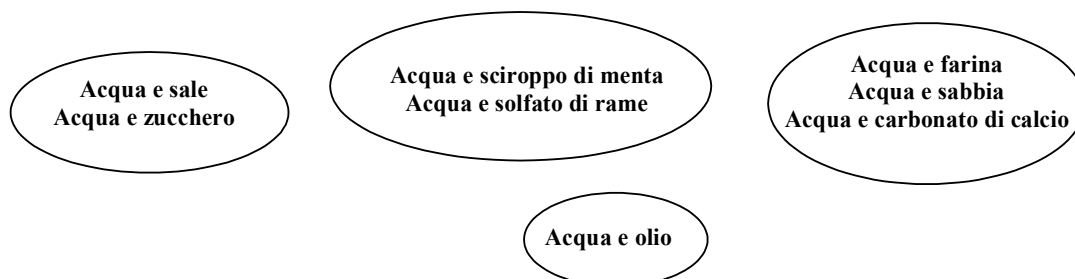 Acqua e sale
Acqua e zucchero
Acqua e sciroppo di menta
Acqua e solfato di rame
Acqua e farina
Acqua e sabbia
Acqua e carbonato di calcio
Acqua e olio